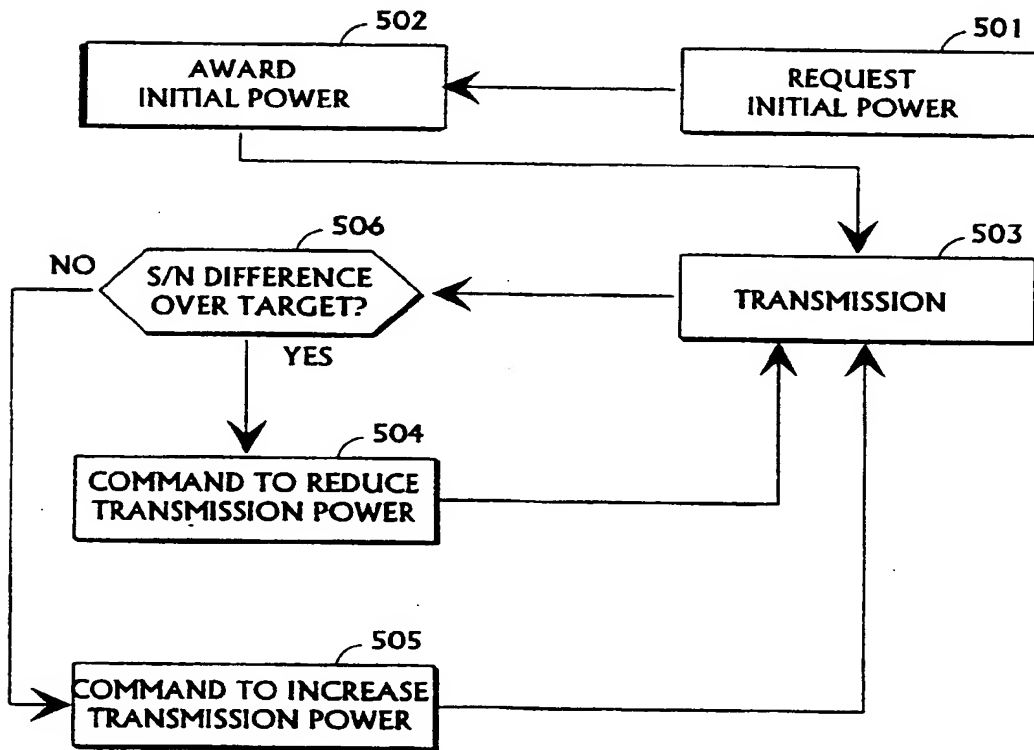 502
AWARD
INITIAL POWER
501
REQUEST
INITIAL POWER
506
NO
S/N DIFFERENCE
OVER TARGET?
YES
503
TRANSMISSION
504
COMMAND TO REDUCE
TRANSMISSION POWER
505
COMMAND TO INCREASE
TRANSMISSION POWER